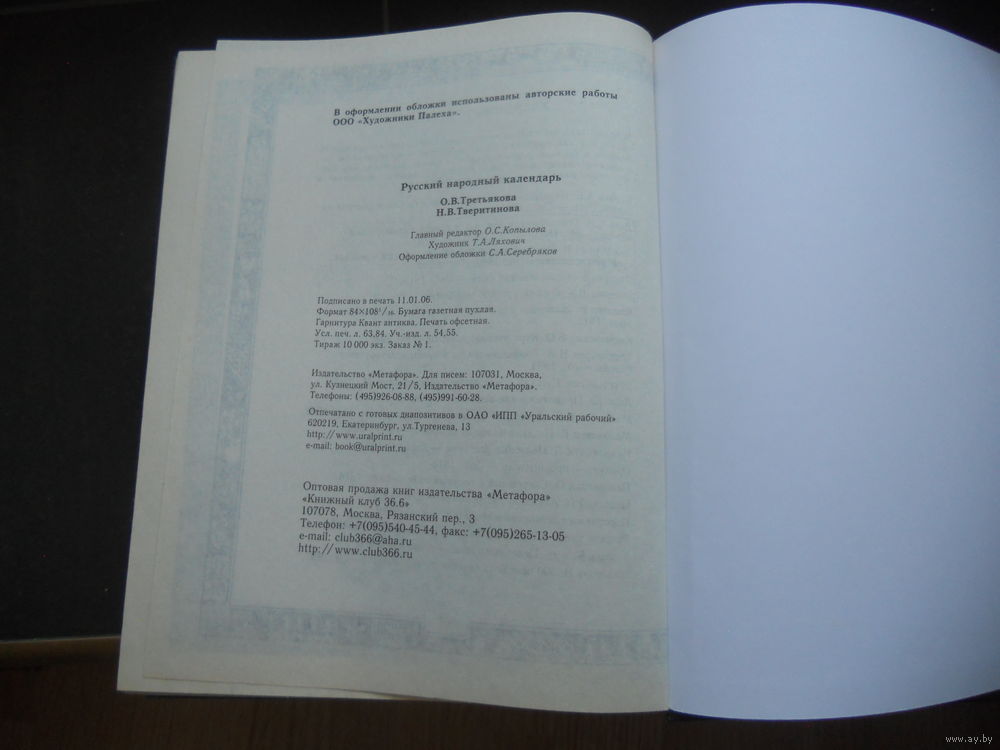 В оформлении обложки использованы авторские работы
ООО «Художники Палеха».
Русский народный календарь
О.В.Третьякова
Н.В.Тверитинова
Главный редактор О.С.Копылова
Художник Т.А.Ляхович
Оформление обложки С.А.Серебряков
Подписано в печать 11.01.06.
Формат 84×108¹/₁₆. Бумага газетная пухлая.
Гарнитура Квант антиква. Печать офсетная.
Усл. печ. л. 63,84. Уч.-изд. л. 54,55.
Тираж 10 000 экз. Заказ № 1.
Издательство «Метафора». Для писем: 107031, Москва,
ул. Кузнецкий Мост, 21/5, Издательство «Метафора».
Телефоны: (495)926-08-88, (495)991-60-28.
Отпечатано с готовых диапозитивов в ОАО «ИПП «Уральский рабочий»
620219, Екатеринбург, ул.Тургенева, 13
http://www.uralprint.ru
e-mail: book@uralprint.ru
Оптовая продажа книг издательства «Метафора»
«Книжный клуб 36.6»
107078, Москва, Рязанский пер., 3
Телефон: +7(095)540-45-44, факс: +7(095)265-13-05
e-mail: club366@aha.ru
http://www.club366.ru
www.ay.by